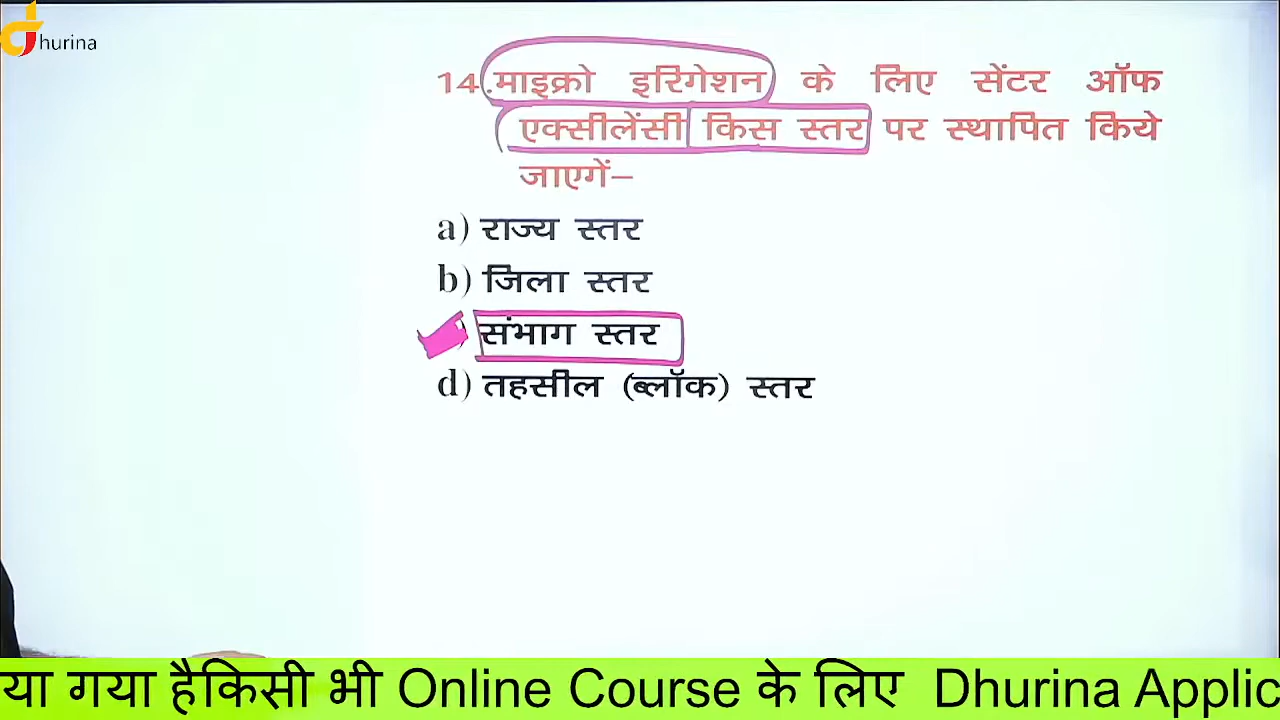 hurina
14.माइक्रो इरिगेशन के लिए सेंटर ऑफ
एक्सीलेंसी किस स्तर पर स्थापित किये
जाएगें–
a) राज्य स्तर
b) जिला स्तर
) संभाग स्तर
d) तहसील (ब्लॉक) स्तर
या गया हैकिसी भी Online Course के लिए Dhurina Applic